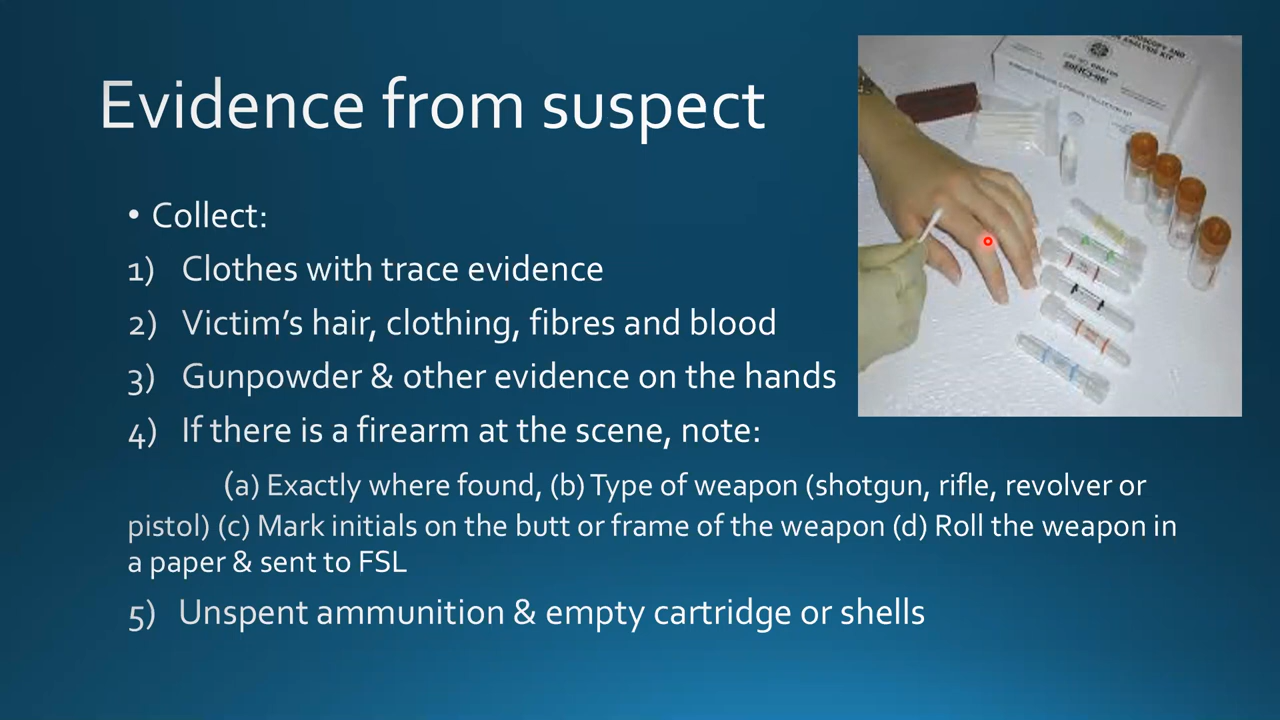 Evidence from suspect
• Collect:
1) Clothes with trace evidence
2) Victim's hair, clothing, fibres and blood
3) Gunpowder & other evidence on the hands
4) If there is a firearm at the scene, note:
(a) Exactly where found, (b) Type of weapon (shotgun, rifle, revolver or
pistol) (c) Mark initials on the butt or frame of the weapon (d) Roll the weapon in
a paper & sent to FSL
5) Unspent ammunition & empty cartridge or shells
ANALYSIS KIT